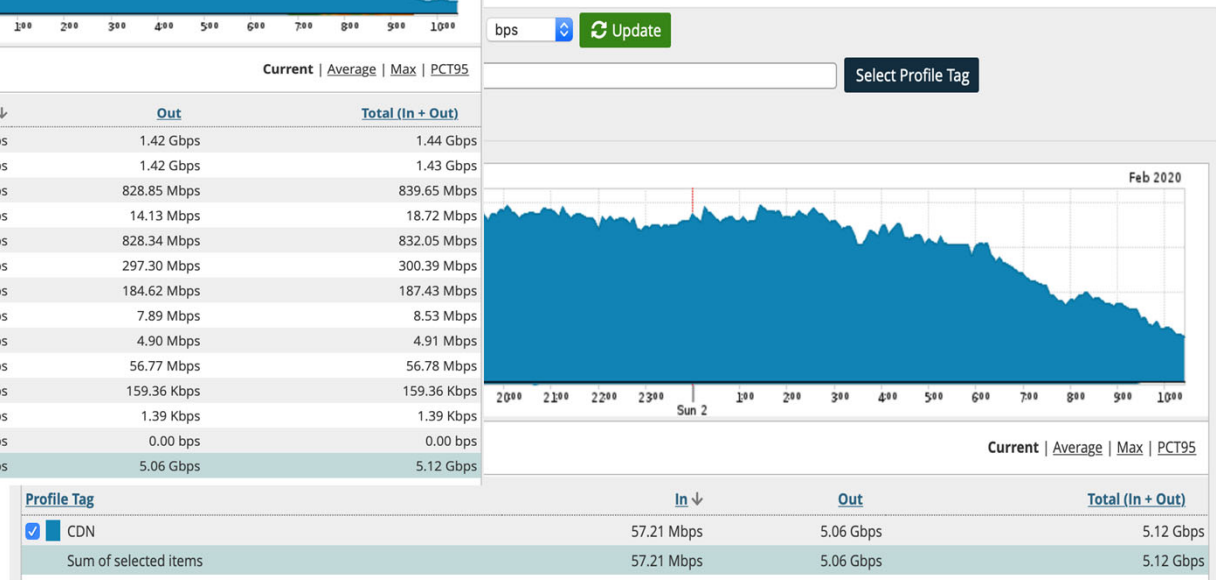 1:00 2:00 3:00 4:00 5:00 6:00 7:00 8:00 9:00 10:00
Current | Average | Max | PCT95
Out Total (In + Out)
1.42 Gbps 1.44 Gbps
1.42 Gbps 1.43 Gbps
828.85 Mbps 839.65 Mbps
14.13 Mbps 18.72 Mbps
828.34 Mbps 832.05 Mbps
297.30 Mbps 300.39 Mbps
184.62 Mbps 187.43 Mbps
7.89 Mbps 8.53 Mbps
4.90 Mbps 4.91 Mbps
56.77 Mbps 56.78 Mbps
159.36 Kbps 159.36 Kbps
1.39 Kbps 1.39 Kbps
0.00 bps 0.00 bps
5.06 Gbps 5.12 Gbps
bps Update
Select Profile Tag
Feb 2020
20:00 21:00 22:00 23:00 1:00 2:00 3:00 4:00 5:00 6:00 7:00 8:00 9:00 10:00
Sun 2
Current | Average | Max | PCT95
Profile Tag In Out Total (In + Out)
CDN 57.21 Mbps 5.06 Gbps 5.12 Gbps
Sum of selected items 57.21 Mbps 5.06 Gbps 5.12 Gbps